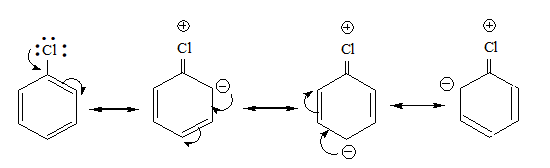 ⊕ ⊕ ⊕
:Cl: Cl Cl Cl
⊖ ⊖
⊖